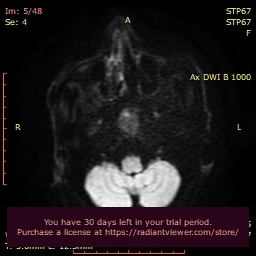 Im: 5/48
STP67
Se: 4
STP67
F
A
Ax DWI B 1000
R
L
You have 30 days left in your trial period.
Purchase a license at https://radiantviewer.com/store/